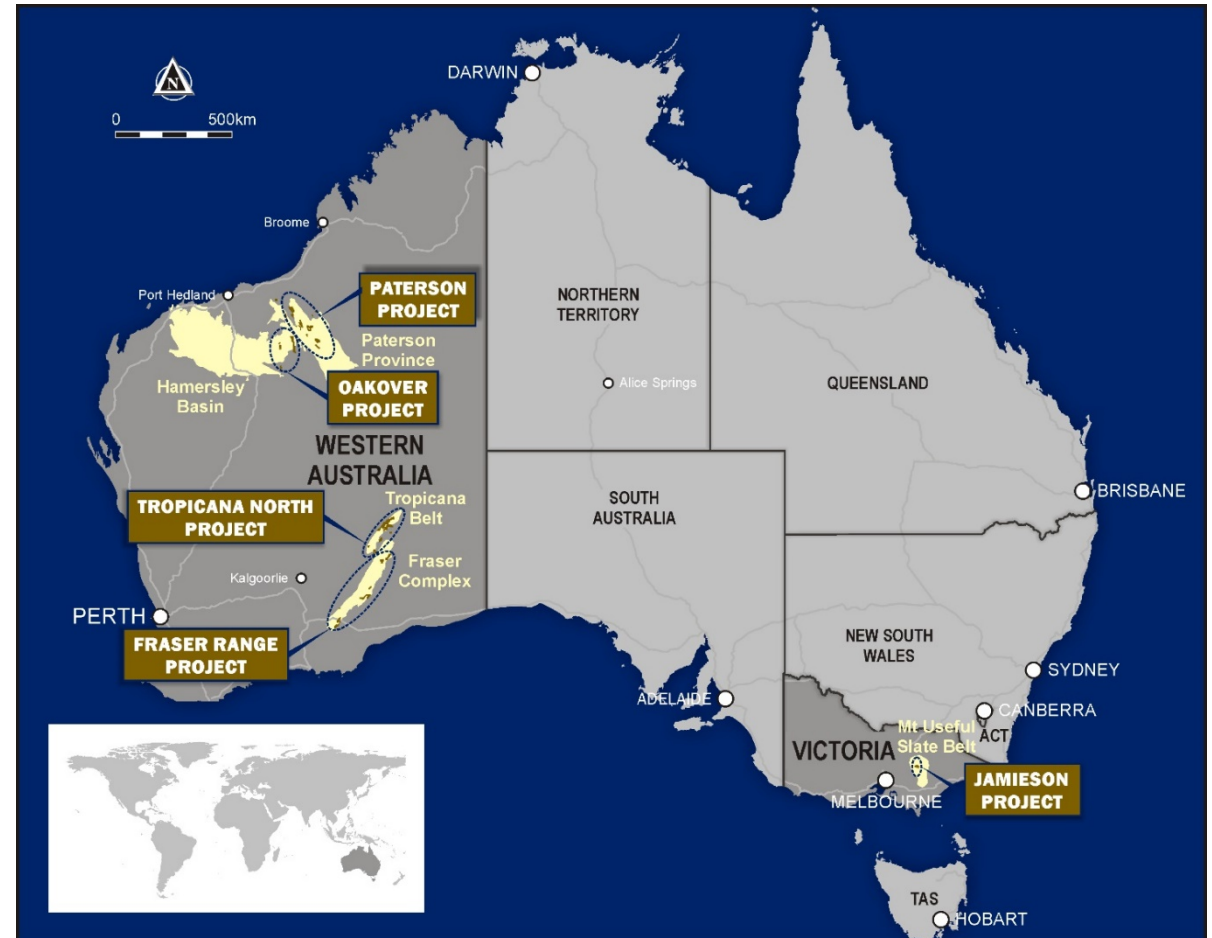 DARWIN
N
0 500km
Broome
Port Hedland
PATERSON
PROJECT
Paterson
Province
Hamersley
Basin
OAKOVER
PROJECT
NORTHERN
TERRITORY
Alice Springs
QUEENSLAND
WESTERN
AUSTRALIA
TROPICANA NORTH
PROJECT
Tropicana
Belt
SOUTH
AUSTRALIA
BRISBANE
Kalgoorlie
Fraser
Complex
PERTH
FRASER RANGE
PROJECT
NEW SOUTH
WALES
SYDNEY
ADELAIDE
CANBERRA
ACT
Mt Useful
Slate Belt
VICTORIA
MELBOURNE
JAMIESON
PROJECT
TAS
HOBART